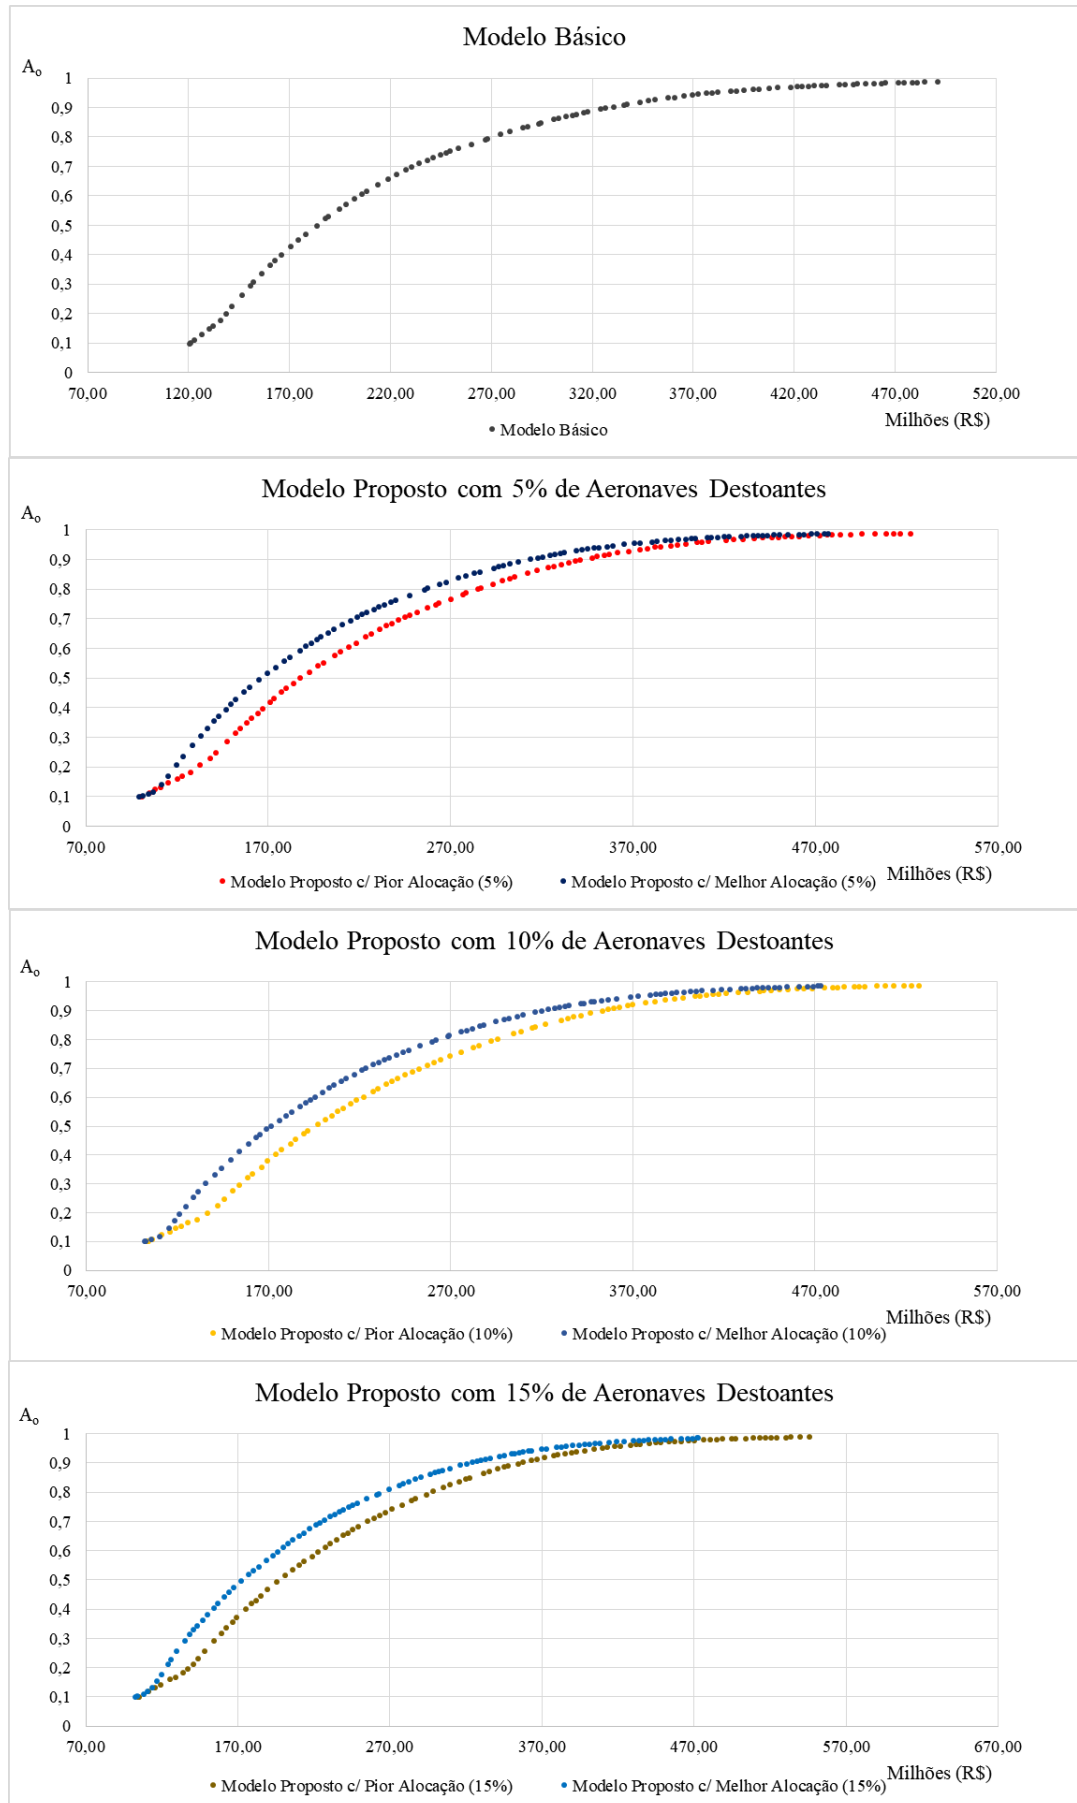 Modelo Básico
Aₒ
1
0,9
0,8
0,7
0,6
0,5
0,4
0,3
0,2
0,1
0
70,00 120,00 170,00 220,00 270,00 320,00 370,00 420,00 470,00 520,00
Milhões (R$)
Modelo Básico
Modelo Proposto com 5% de Aeronaves Destoantes
Aₒ
1
0,9
0,8
0,7
0,6
0,5
0,4
0,3
0,2
0,1
0
70,00 170,00 270,00 370,00 470,00 570,00
Modelo Proposto c/ Pior Alocação (5%) Modelo Proposto c/ Melhor Alocação (5%) Milhões (R$)
Modelo Proposto com 10% de Aeronaves Destoantes
Aₒ
1
0,9
0,8
0,7
0,6
0,5
0,4
0,3
0,2
0,1
0
70,00 170,00 270,00 370,00 470,00 570,00
Milhões (R$)
Modelo Proposto c/ Pior Alocação (10%) Modelo Proposto c/ Melhor Alocação (10%)
Modelo Proposto com 15% de Aeronaves Destoantes
Aₒ
1
0,9
0,8
0,7
0,6
0,5
0,4
0,3
0,2
0,1
0
70,00 170,00 270,00 370,00 470,00 570,00 670,00
Milhões (R$)
Modelo Proposto c/ Pior Alocação (15%) Modelo Proposto c/ Melhor Alocação (15%)